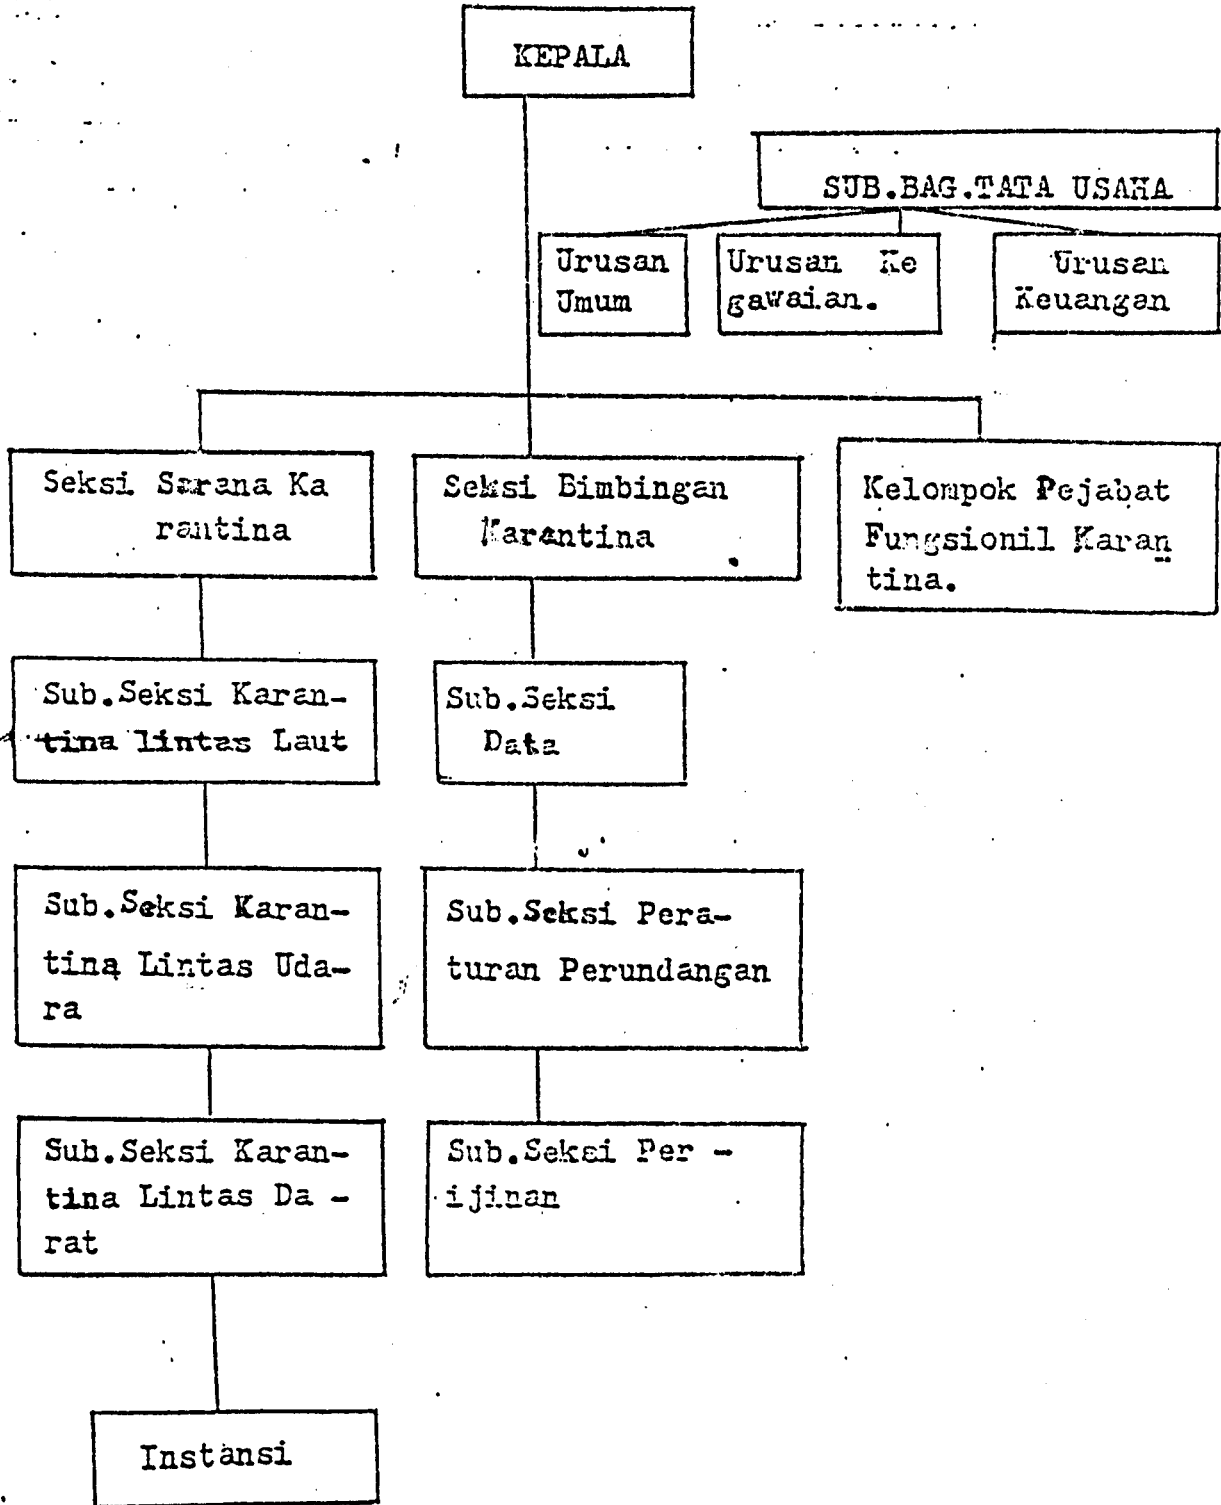 KEPALA
SUB.BAG.TATA USAHA
Urusan
Umum
Urusan Ke
gawaian.
Urusan
Keuangan
Seksi Sarana Ka
rantina
Seksi Bimbingan
Karantina
Kelompok Pejabat
Fungsionil Karan
tina.
Sub.Seksi Karan-
tina lintas Laut
Sub.Seksi
Data
Sub.Seksi Karan-
tina Lintas Uda-
ra
Sub.Seksi Pera-
turan Perundangan
Sub.Seksi Karan-
tina Lintas Da -
rat
Sub.Seksi Per -
ijinan
Instansi